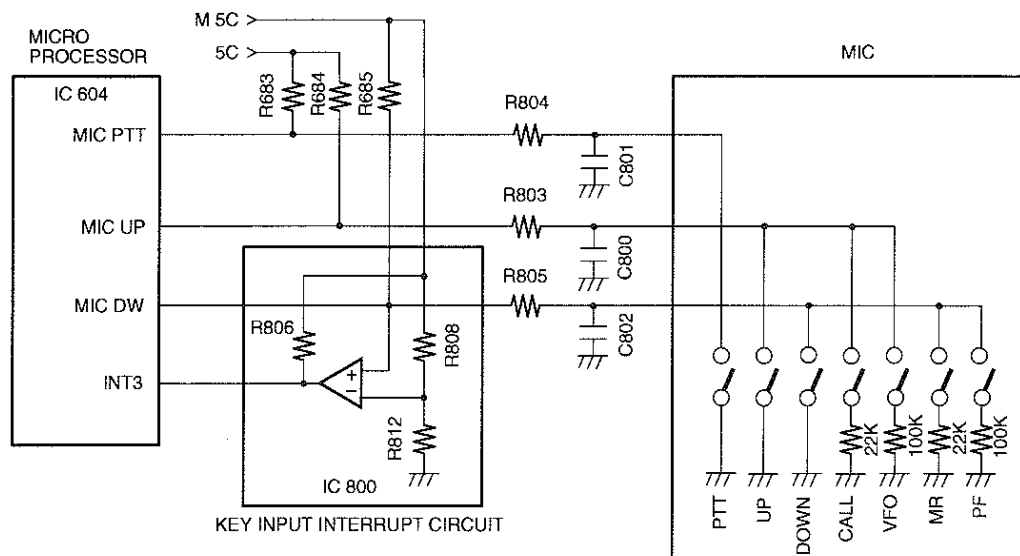 M 5C >
5C >
MICRO
PROCESSOR
MIC
IC 604
R683
R684
R685
R804
MIC PTT
C801
R803
MIC UP
C800
R805
MIC DW
R806
R808
C802
INT3
+
−
R812
22K
100K
22K
100K
IC 800
PTT
UP
DOWN
CALL
VFO
MR
PF
KEY INPUT INTERRUPT CIRCUIT